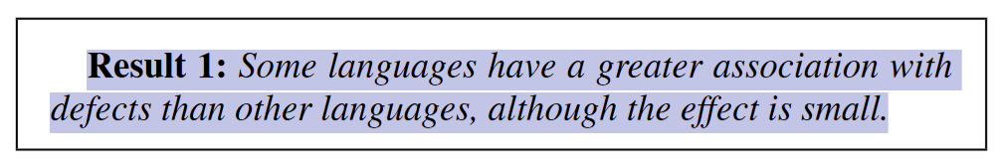 Result 1: Some languages have a greater association with
defects than other languages, although the effect is small.